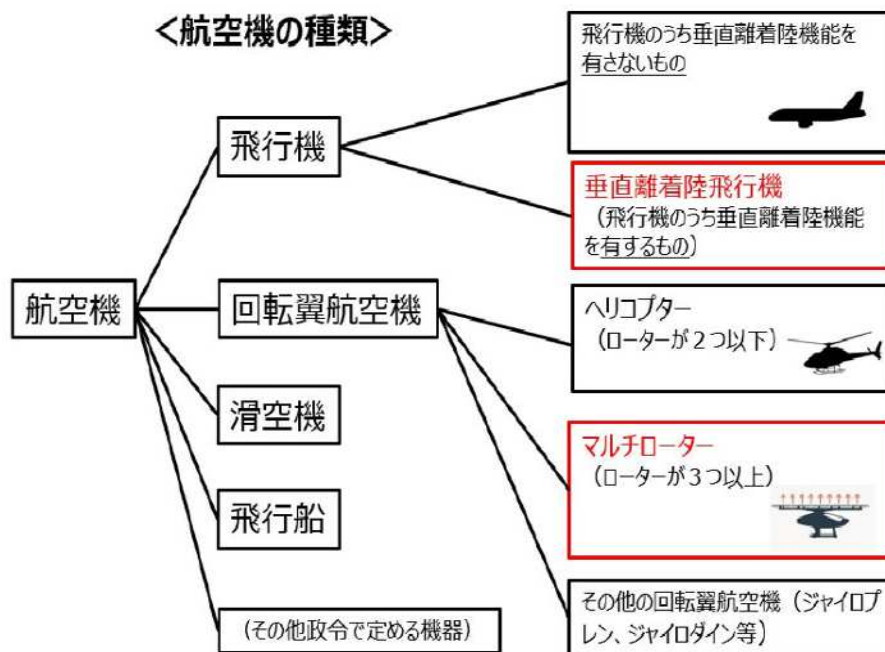 <航空機の種類>
航空機
飛行機
回転翼航空機
滑空機
飛行船
(その他政令で定める機器)
飛行機のうち垂直離着陸機能を
有さないもの
垂直離着陸飛行機
(飛行機のうち垂直離着陸機能
を有するもの)
ヘリコプター
(ローターが2つ以下)
マルチローター
(ローターが3つ以上)
その他の回転翼航空機(ジャイロプ
レン、ジャイロダイン等)